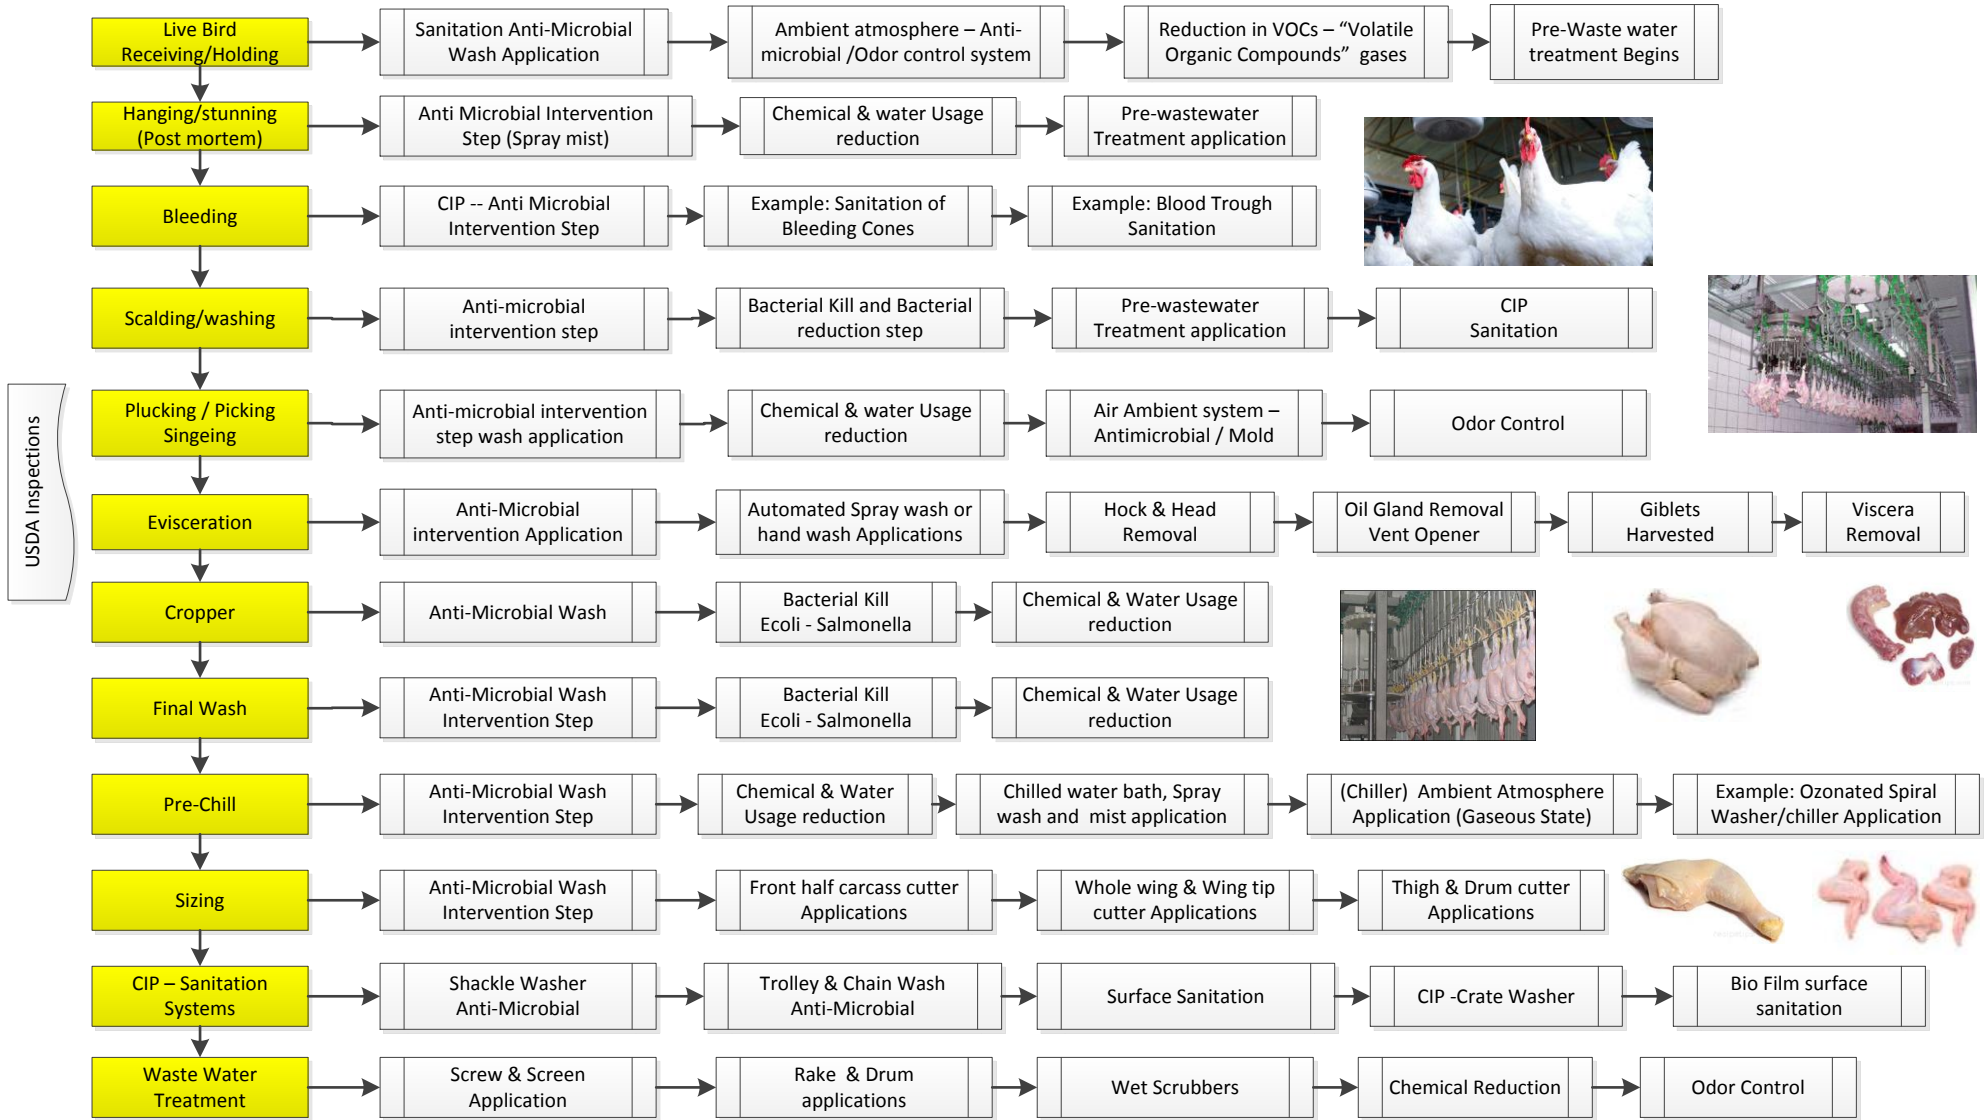 Live Bird
Receiving/Holding
Sanitation Anti-Microbial
Wash Application
Ambient atmosphere – Anti-
microbial /Odor control system
Reduction in VOCs – “Volatile
Organic Compounds”  gases
Pre-Waste water
treatment Begins
Hanging/stunning
(Post mortem)
Anti Microbial Intervention
Step (Spray mist)
Chemical & water Usage
reduction
Pre-wastewater
Treatment application
Bleeding
CIP -- Anti Microbial
Intervention Step
Example: Sanitation of
Bleeding Cones
Example: Blood Trough
Sanitation
Scalding/washing
Anti-microbial
intervention step
Bacterial Kill and Bacterial
reduction step
Pre-wastewater
Treatment application
CIP
Sanitation
USDA Inspections
Plucking / Picking
Singeing
Anti-microbial intervention
step wash application
Chemical & water Usage
reduction
Air Ambient system –
Antimicrobial / Mold
Odor Control
Evisceration
Anti-Microbial
intervention Application
Automated Spray wash or
hand wash Applications
Hock & Head
Removal
Oil Gland Removal
Vent Opener
Giblets
Harvested
Viscera
Removal
Cropper
Anti-Microbial Wash
Bacterial Kill
Ecoli - Salmonella
Chemical & Water Usage
reduction
Final Wash
Anti-Microbial Wash
Intervention Step
Bacterial Kill
Ecoli - Salmonella
Chemical & Water Usage
reduction
Pre-Chill
Anti-Microbial Wash
Intervention Step
Chemical & Water
Usage reduction
Chilled water bath, Spray
wash and  mist application
(Chiller)  Ambient Atmosphere
Application (Gaseous State)
Example: Ozonated Spiral
Washer/chiller Application
Sizing
Anti-Microbial Wash
Intervention Step
Front half carcass cutter
Applications
Whole wing & Wing tip
cutter Applications
Thigh & Drum cutter
Applications
CIP – Sanitation
Systems
Shackle Washer
Anti-Microbial
Trolley & Chain Wash
Anti-Microbial
Surface Sanitation
CIP -Crate Washer
Bio Film surface
sanitation
Waste Water
Treatment
Screw & Screen
Application
Rake  & Drum
applications
Wet Scrubbers
Chemical Reduction
Odor Control